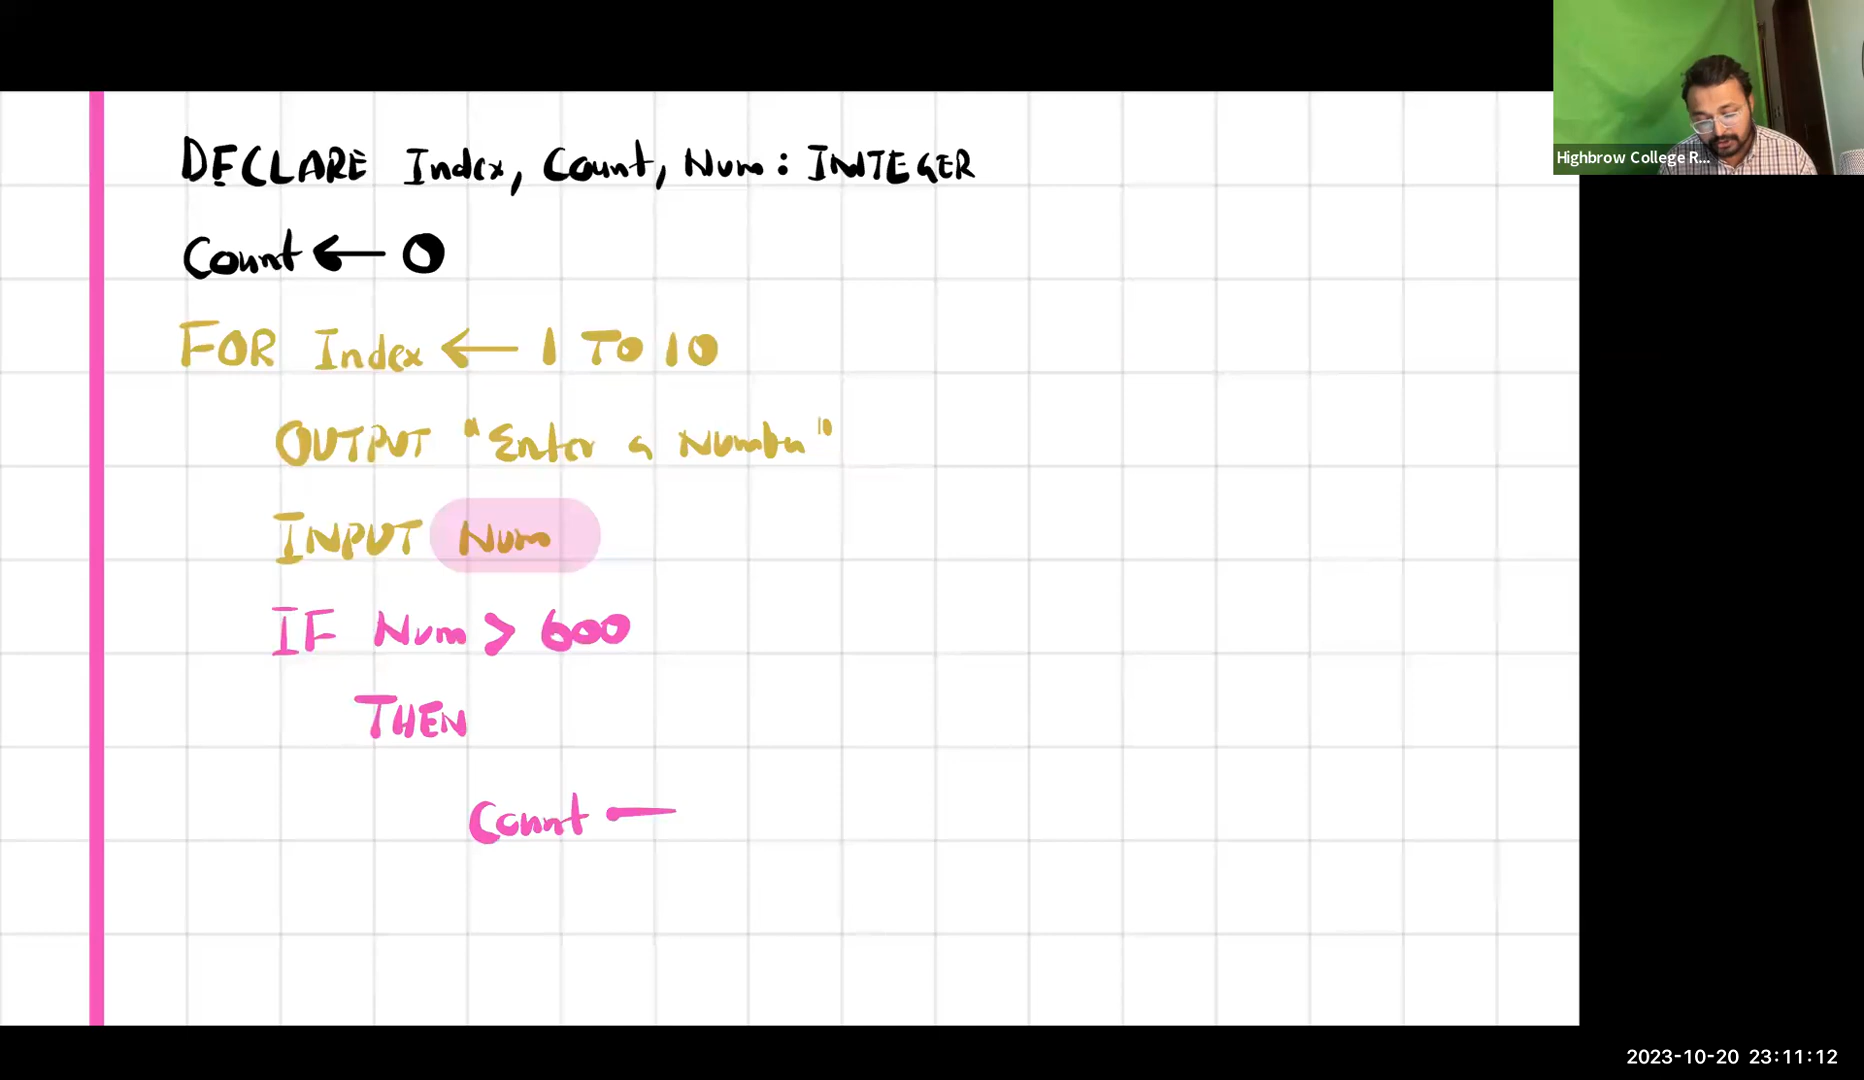 DECLARE Index, Count, Num : INTEGER
Count ← 0
FOR Index ← 1 TO 10
OUTPUT "Enter a Number"
INPUT Num
IF Num > 600
THEN
Count —
Highbrow College R...
2023-10-20 23:11:12